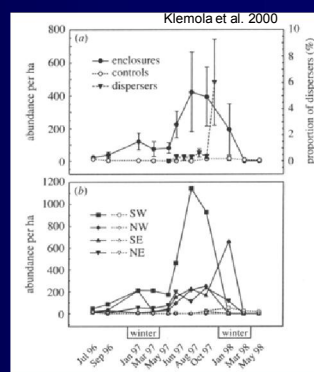 Klemola et al. 2000
(a)
enclosures
controls
dispersers
abundance per ha
800
600
400
200
0
proportion of dispersers (%)
10
8
6
4
2
0
(b)
SW
NW
SE
NE
abundance per ha
1200
1000
800
600
400
200
0
winter
winter
Jul 96
Sep 96
Jan 97
Mar 97
May 97
Jun 97
Aug 97
Oct 97
Jan 98
Mar 98
May 98